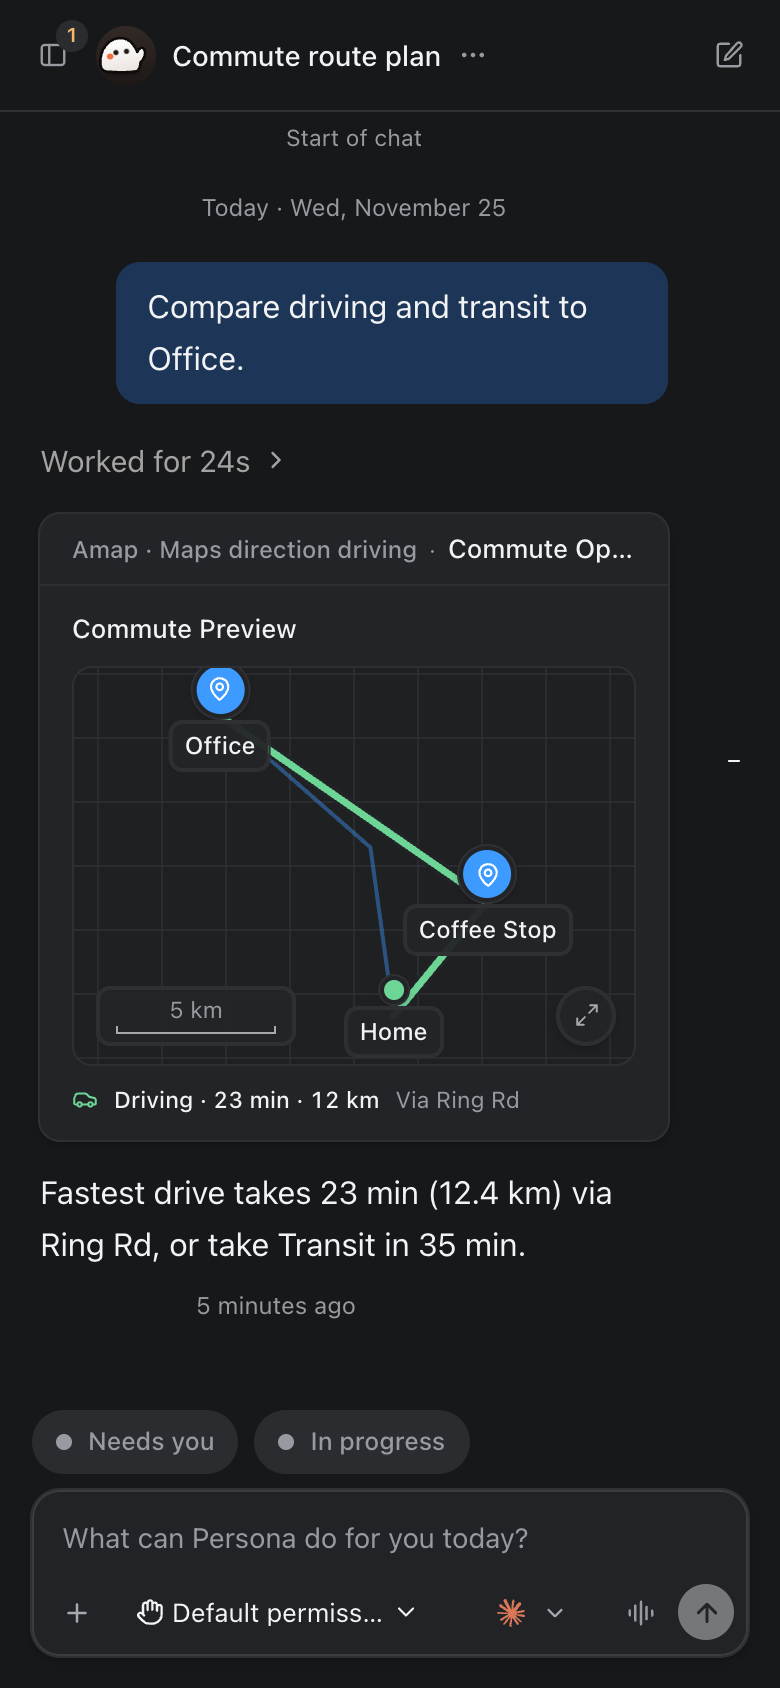 1
Commute route plan
Start of chat
Today · Wed, November 25
Compare driving and transit to
Office.
Worked for 24s
Amap · Maps direction driving · Commute Op...
Commute Preview
Office
Coffee Stop
5 km
Home
Driving · 23 min · 12 km Via Ring Rd
Fastest drive takes 23 min (12.4 km) via
Ring Rd, or take Transit in 35 min.
5 minutes ago
Needs you
In progress
What can Persona do for you today?
Default permiss...